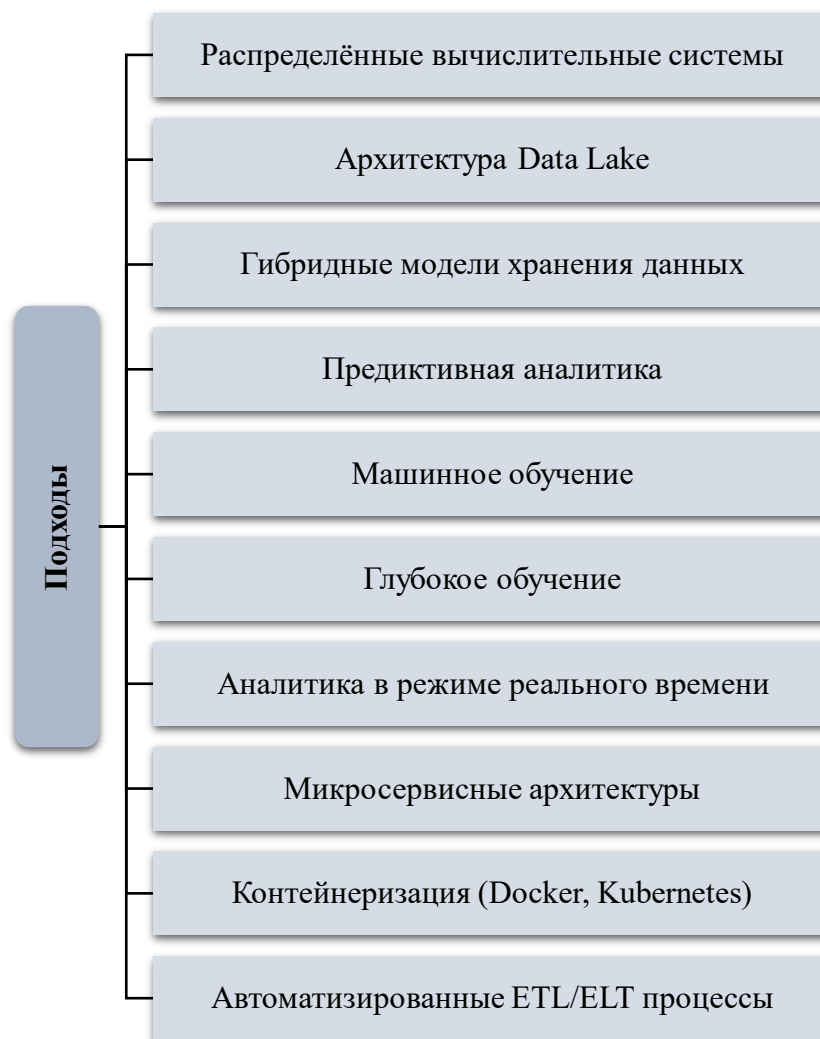 Подходы
Распределённые вычислительные системы
Архитектура Data Lake
Гибридные модели хранения данных
Предиктивная аналитика
Машинное обучение
Глубокое обучение
Аналитика в режиме реального времени
Микросервисные архитектуры
Контейнеризация (Docker, Kubernetes)
Автоматизированные ETL/ELT процессы